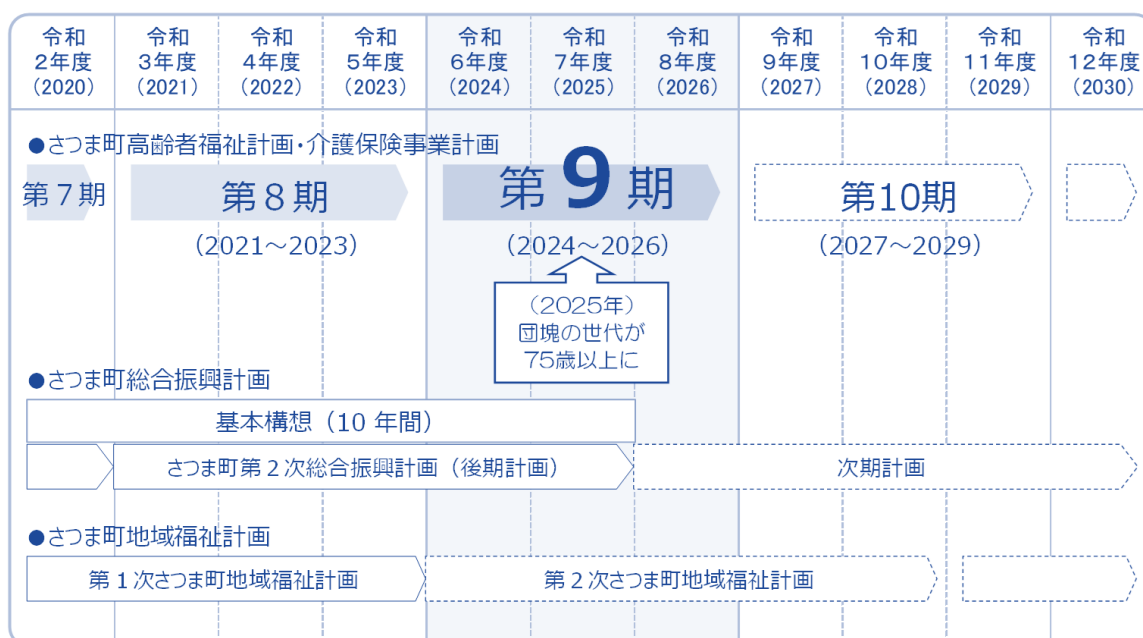 令和 令和 令和 令和 令和 令和 令和 令和 令和 令和 令和
2年度 3年度 4年度 5年度 6年度 7年度 8年度 9年度 10年度 11年度 12年度
(2020) (2021) (2022) (2023) (2024) (2025) (2026) (2027) (2028) (2029) (2030)
●さつま町高齢者福祉計画・介護保険事業計画
第7期 第8期 第9期 第10期
(2021～2023) (2024～2026) (2027～2029)
(2025年)
団塊の世代が
75歳以上に
●さつま町総合振興計画
基本構想(10 年間)
さつま町第2次総合振興計画(後期計画) 次期計画
●さつま町地域福祉計画
第1次さつま町地域福祉計画 第2次さつま町地域福祉計画